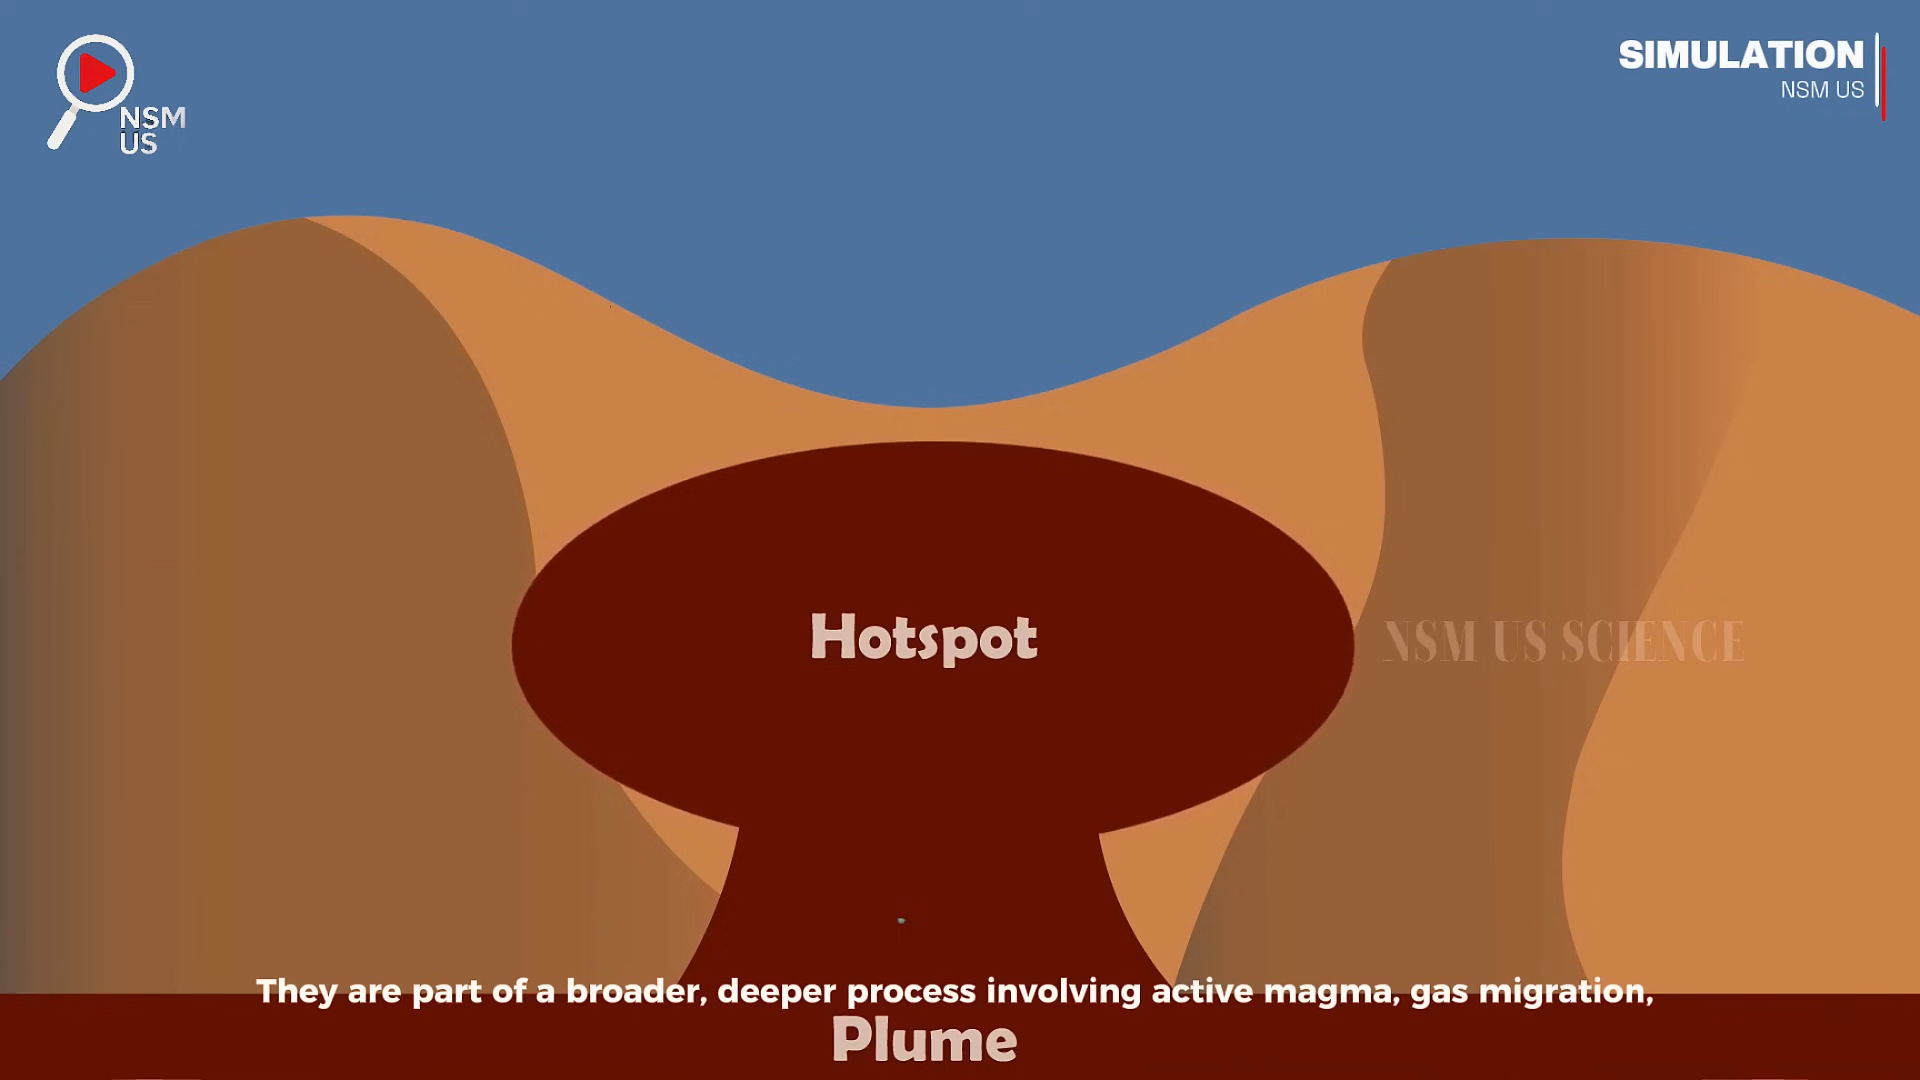 NSM
US
SIMULATION
NSM US
Hotspot
NSM US SCIENCE
They are part of a broader, deeper process involving active magma, gas migration,
Plume